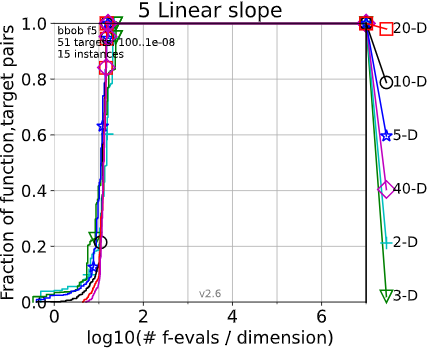 5 Linear slope
bbob f5
51 targets: 100..1e-08
15 instances
Fraction of function,target pairs
1.0
0.8
0.6
0.4
0.2
0.0
0
2
4
6
log10(# f-evals / dimension)
v2.6
20-D
10-D
5-D
40-D
2-D
3-D